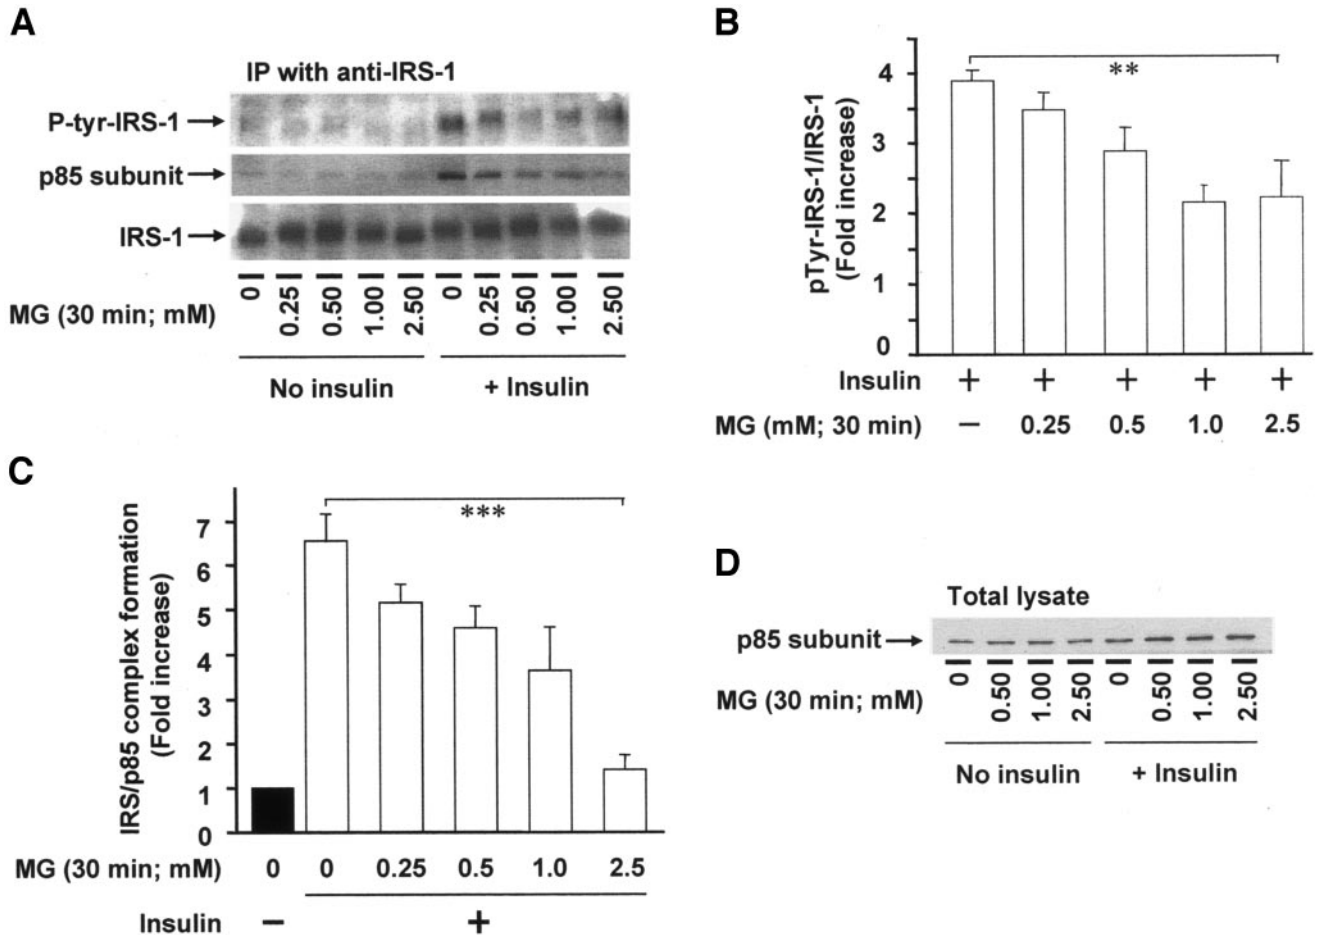 A
IP with anti-IRS-1
P-tyr-IRS-1
p85 subunit
IRS-1
MG (30 min; mM)
0 0.25 0.50 1.00 2.50 0 0.25 0.50 1.00 2.50
No insulin + Insulin
B
pTyr-IRS-1/IRS-1
(Fold increase)
4
3
2
1
0
**
Insulin + + + + +
MG (mM; 30 min) − 0.25 0.5 1.0 2.5
C
IRS/p85 complex formation
(Fold increase)
7
6
5
4
3
2
1
0
***
MG (30 min; mM) 0 0 0.25 0.5 1.0 2.5
Insulin − +
D
Total lysate
p85 subunit
MG (30 min; mM)
0 0.50 1.00 2.50 0 0.50 1.00 2.50
No insulin + Insulin